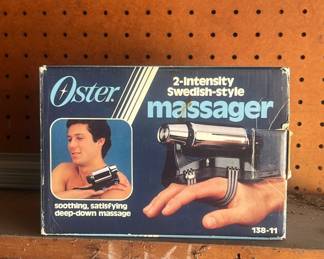 Oster
2-intensity
Swedish-style
massager
soothing, satisfying
deep-down massage
138-11